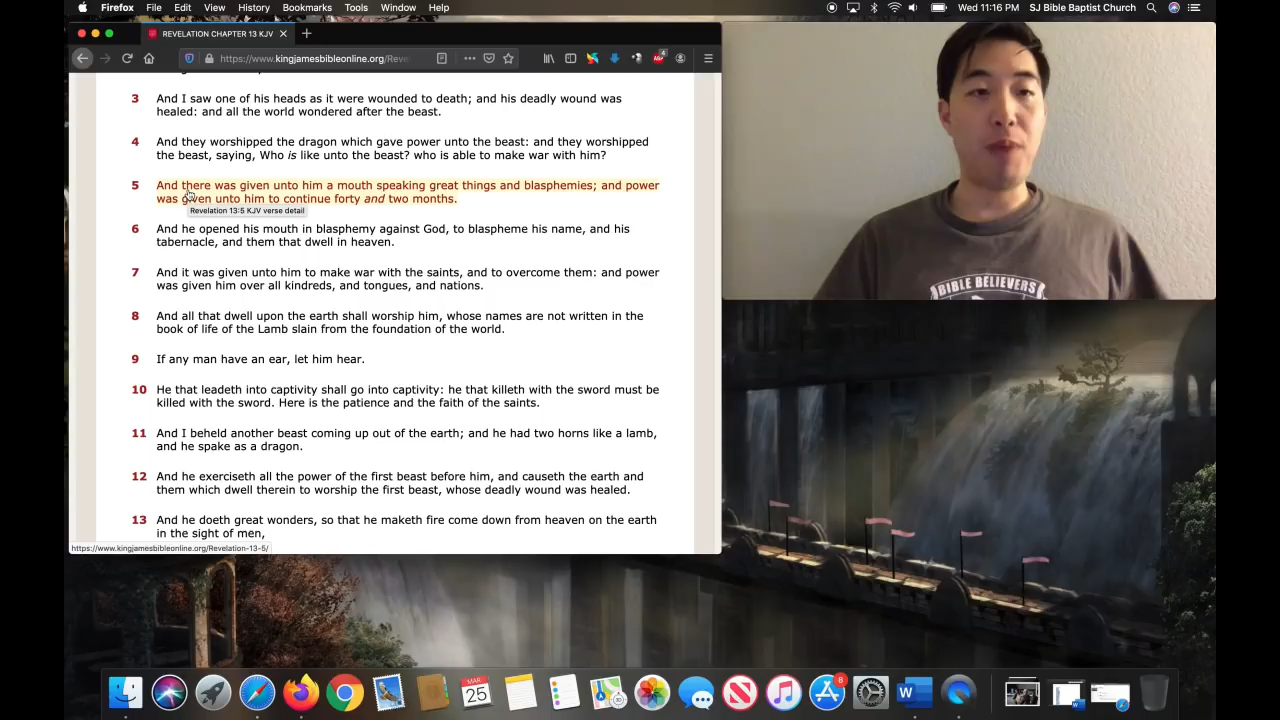 Firefox File Edit View History Bookmarks SJ Tools Window Help Wed 11:16 PM SJ Bible Baptist Church
REVELATION CHAPTER 13 KJV
https://www.kingjamesbibleonline.org/Reve
3 And I saw one of his heads as it were wounded to death; and his deadly wound was
healed: and all the world wondered after the beast.
4 And they worshipped the dragon which gave power unto the beast: and they worshipped
the beast, saying, Who is like unto the beast? who is able to make war with him?
5 And there was given unto him a mouth speaking great things and blasphemies; and power
was given unto him to continue forty and two months.
Revelation 13:5 KJV verse detail
6 And he opened his mouth in blasphemy against God, to blaspheme his name, and his
tabernacle, and them that dwell in heaven.
7 And it was given unto him to make war with the saints, and to overcome them: and power
was given him over all kindreds, and tongues, and nations.
8 And all that dwell upon the earth shall worship him, whose names are not written in the
book of life of the Lamb slain from the foundation of the world.
9 If any man have an ear, let him hear.
10 He that leadeth into captivity shall go into captivity: he that killeth with the sword must be
killed with the sword. Here is the patience and the faith of the saints.
11 And I beheld another beast coming up out of the earth; and he had two horns like a lamb,
and he spake as a dragon.
12 And he exerciseth all the power of the first beast before him, and causeth the earth and
them which dwell therein to worship the first beast, whose deadly wound was healed.
13 And he doeth great wonders, so that he maketh fire come down from heaven on the earth
in the sight of men,
https://www.kingjamesbibleonline.org/Revelation-13-5/
BIBLE BELIEVERS
MAR
25
8
W